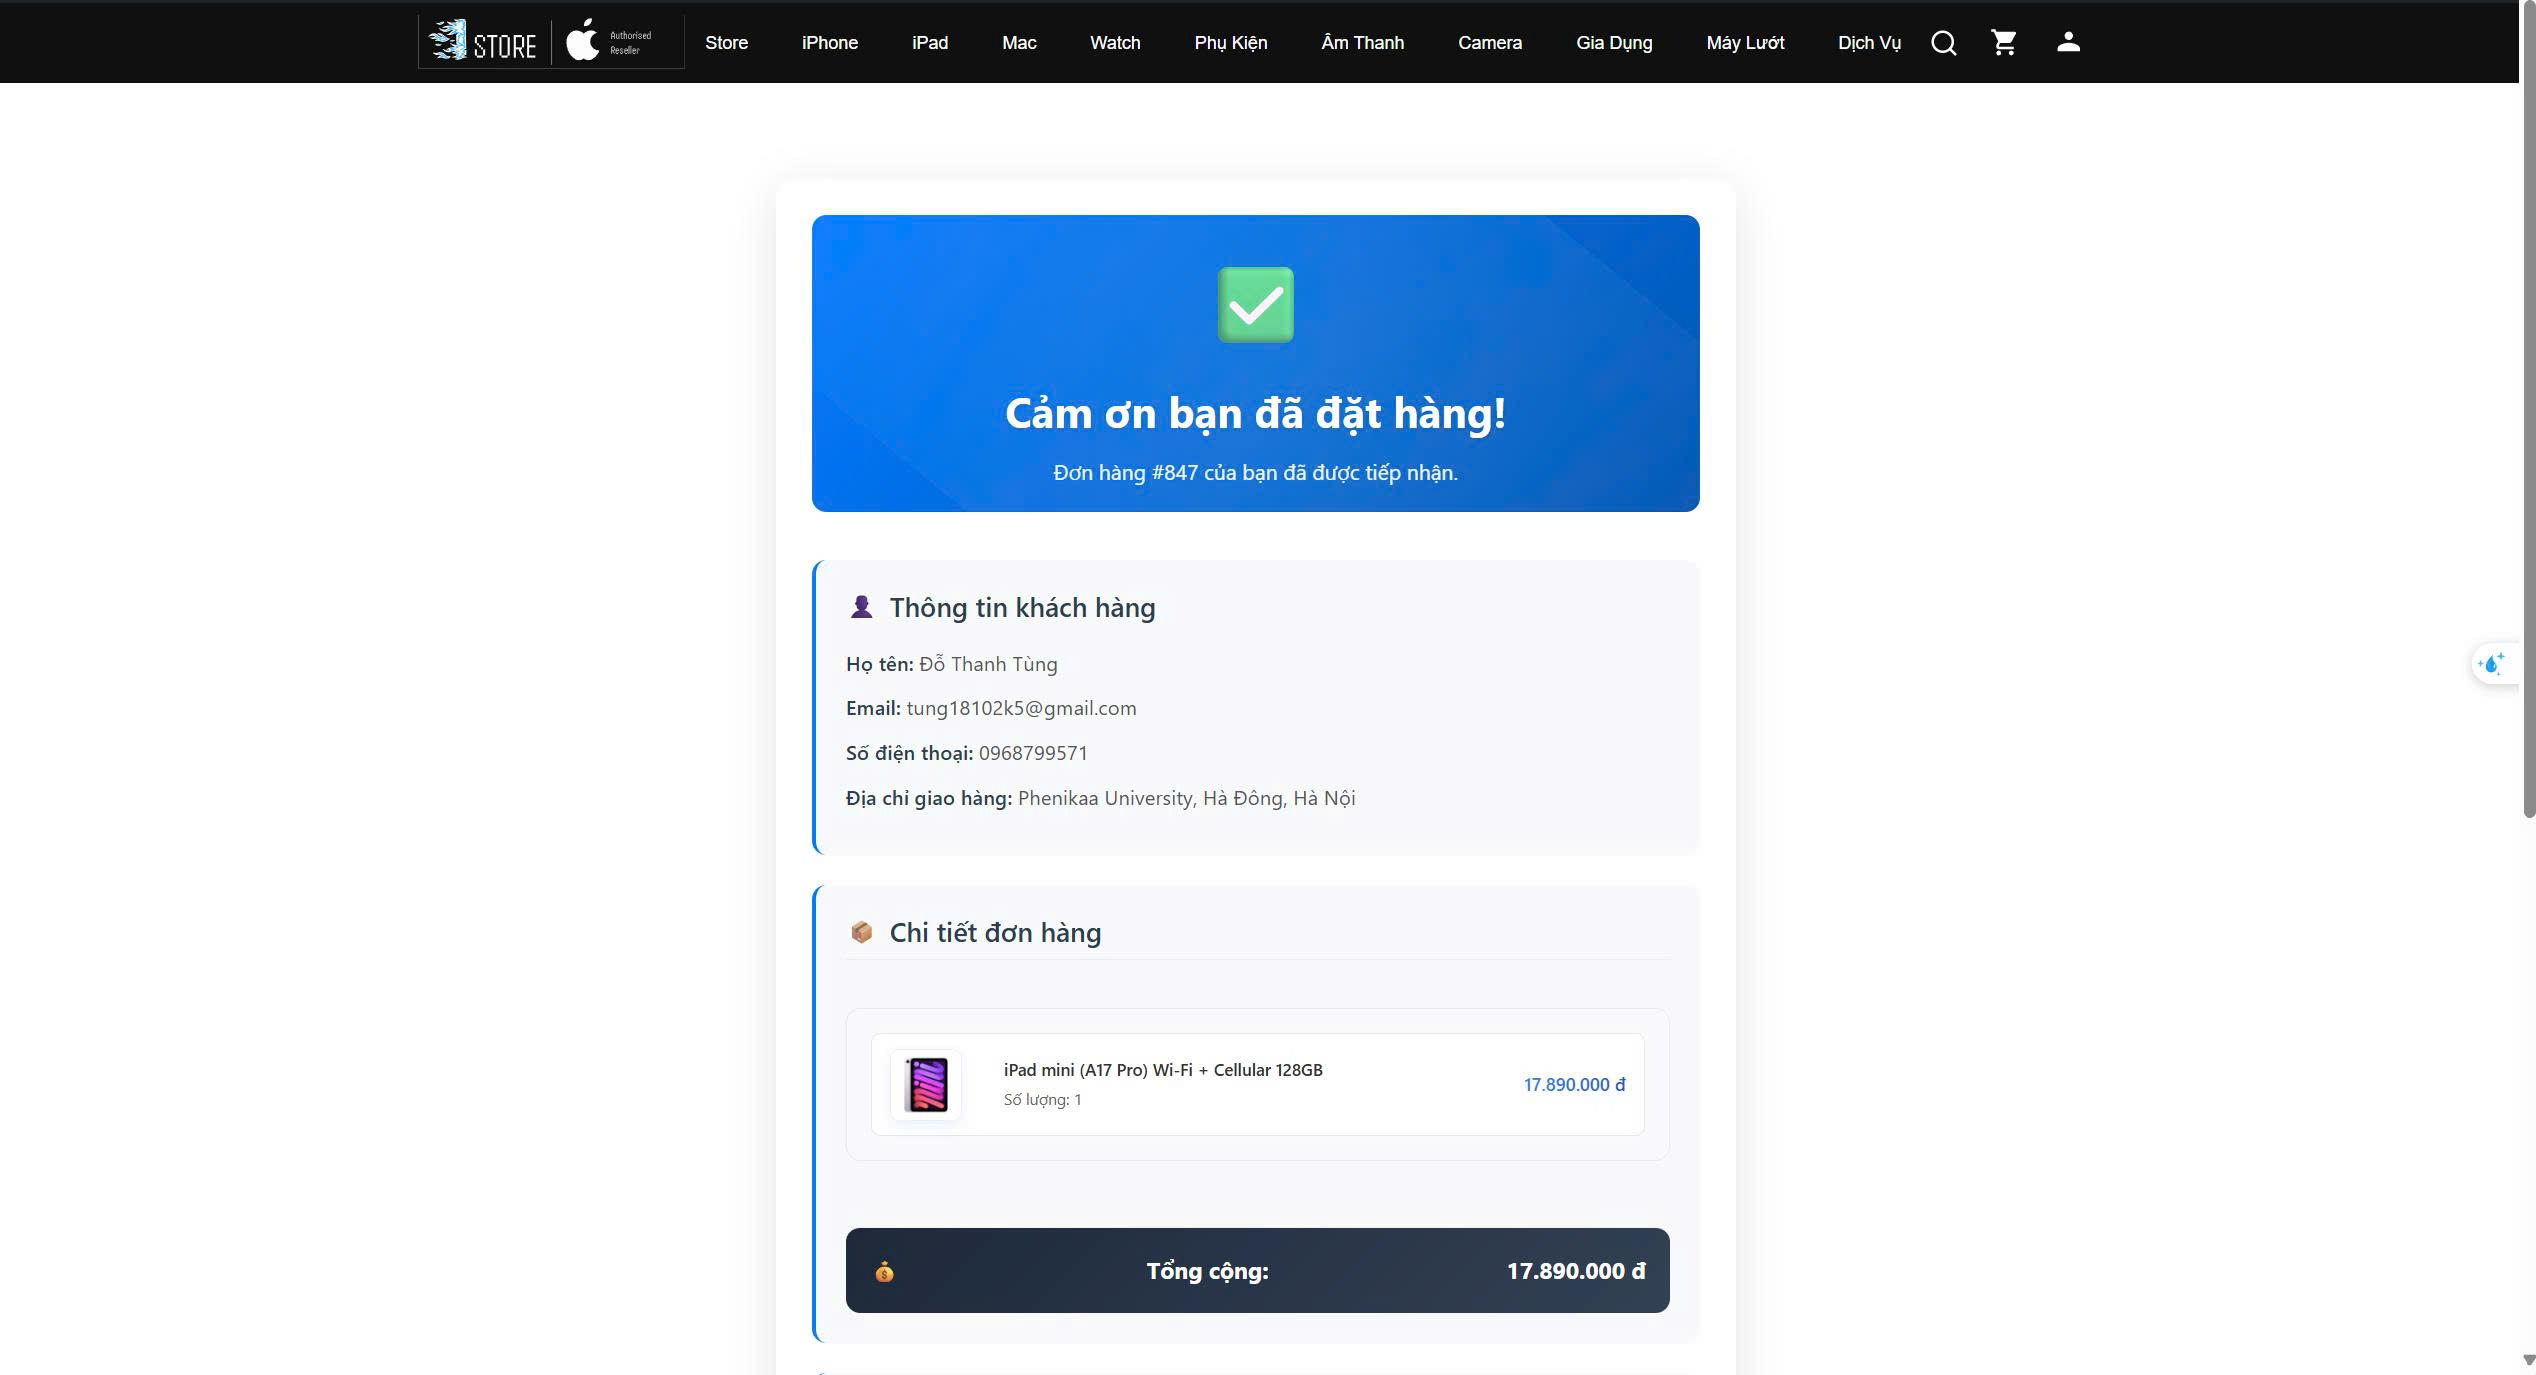 STORE
Authorised
Reseller
Store iPhone iPad Mac Watch Phụ Kiện Âm Thanh Camera Gia Dụng Máy Lướt Dịch Vụ
Cảm ơn bạn đã đặt hàng!
Đơn hàng #847 của bạn đã được tiếp nhận.
Thông tin khách hàng
Họ tên: Đỗ Thanh Tùng
Email: tung18102k5@gmail.com
Số điện thoại: 0968799571
Địa chỉ giao hàng: Phenikaa University, Hà Đông, Hà Nội
Chi tiết đơn hàng
iPad mini (A17 Pro) Wi-Fi + Cellular 128GB
Số lượng: 1
17.890.000 đ
Tổng cộng: 17.890.000 đ